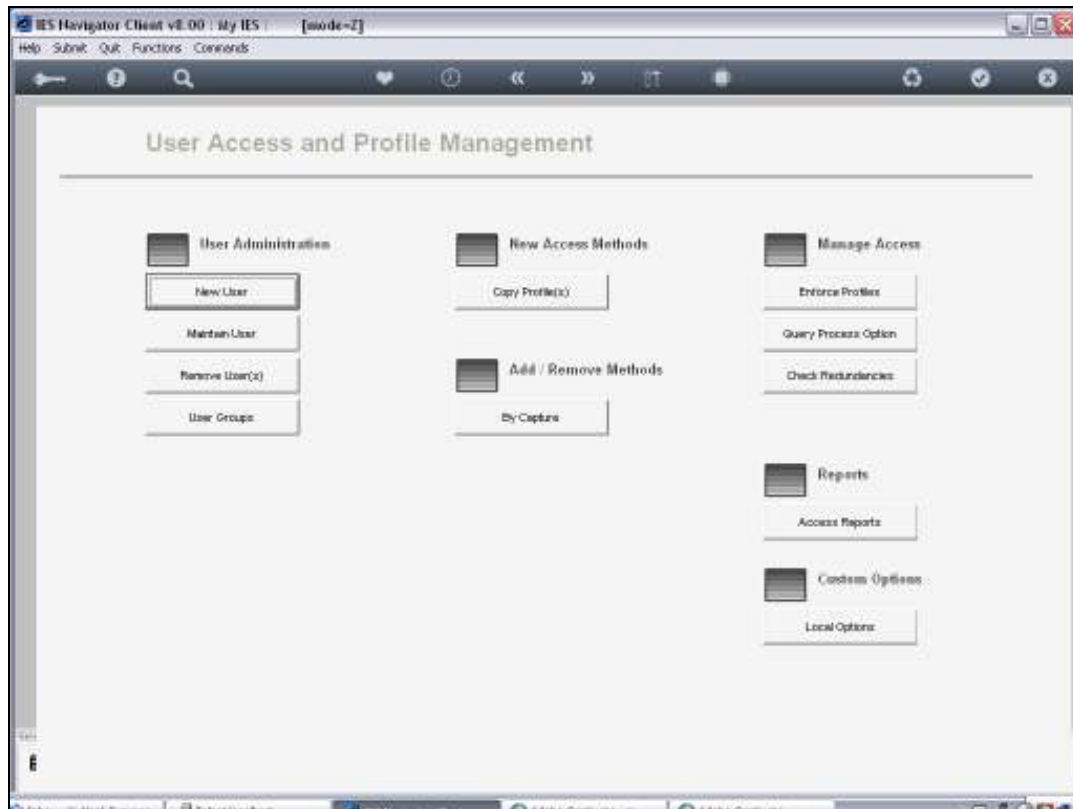 IES Navigator Client v8.00 : My IES : [mode=Z]
Help Submit Quit Functions Commands
User Access and Profile Management
User Administration
New User
Maintain User
Remove User(s)
User Groups
New Access Methods
Copy Profile(s)
Add / Remove Methods
By Capture
Manage Access
Enforce Profiles
Query Process Option
Check Redundancies
Reports
Access Reports
Custom Options
Local Options